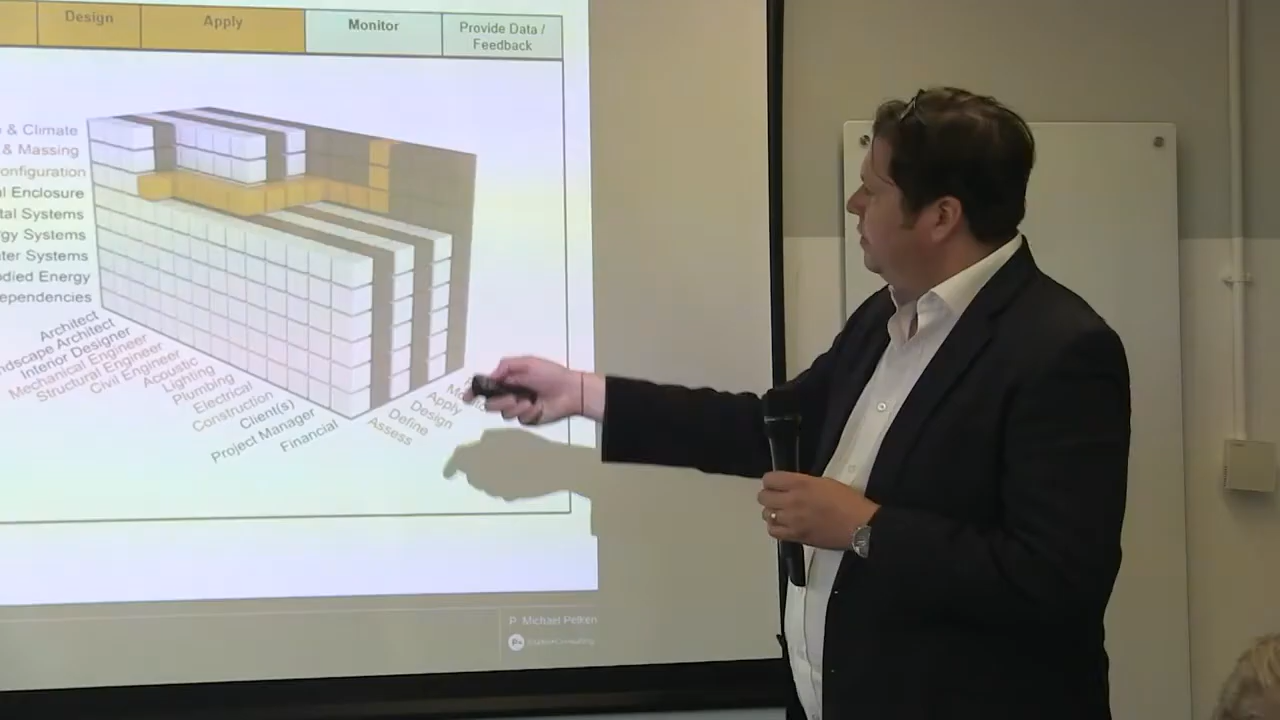 Design
Apply
Monitor
Provide Data /
Feedback
& Climate
& Massing
onfiguration
l Enclosure
tal Systems
gy Systems
ter Systems
died Energy
ependencies
Architect
ndscape Architect
Interior Designer
Mechanical Engineer
Structural Engineer
Civil Engineer
Acoustic
Lighting
Plumbing
Electrical
Construction
Client(s)
Project Manager
Financial
Monitor
Apply
Design
Define
Assess
P. Michael Pelken
P+